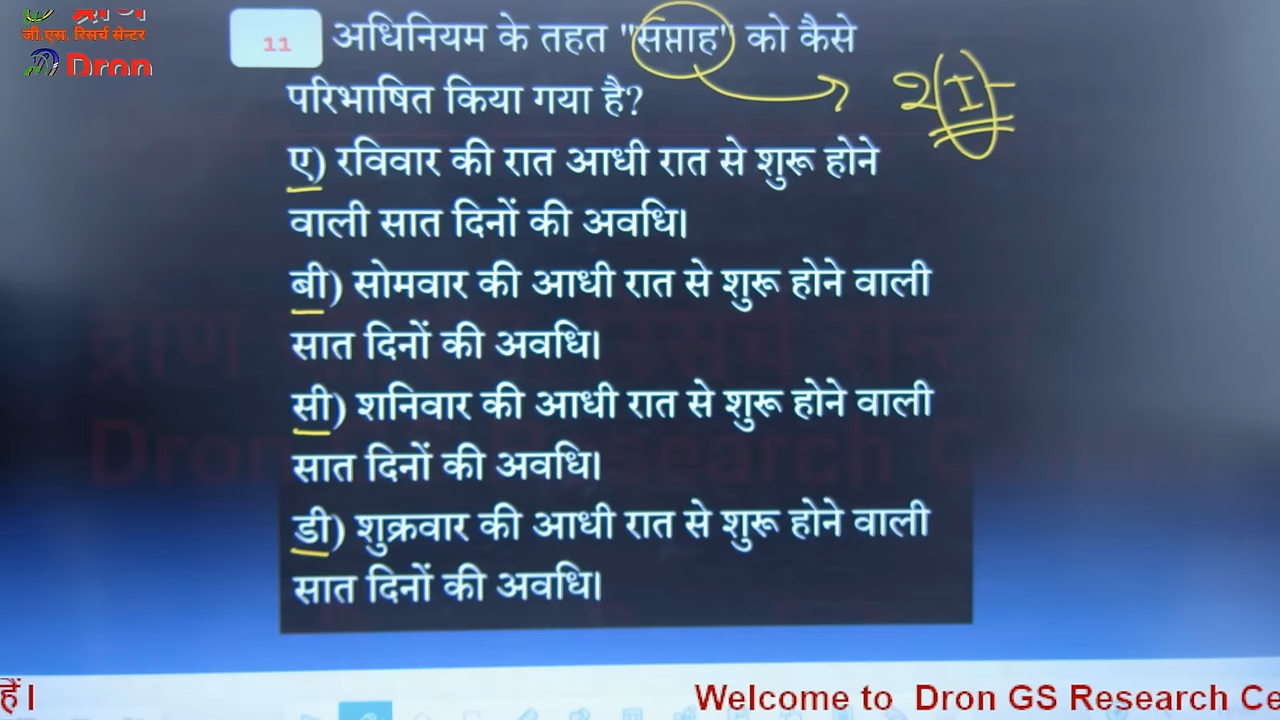 जी.एस. रिसर्च सेन्टर
Dron
11 अधिनियम के तहत "सप्ताह" को कैसे
2(I)
परिभाषित किया गया है?
ए) रविवार की रात आधी रात से शुरू होने
वाली सात दिनों की अवधि।
बी) सोमवार की आधी रात से शुरू होने वाली
सात दिनों की अवधि।
सी) शनिवार की आधी रात से शुरू होने वाली
सात दिनों की अवधि।
डी) शुक्रवार की आधी रात से शुरू होने वाली
सात दिनों की अवधि।
हैं। Welcome to Dron GS Research Ce